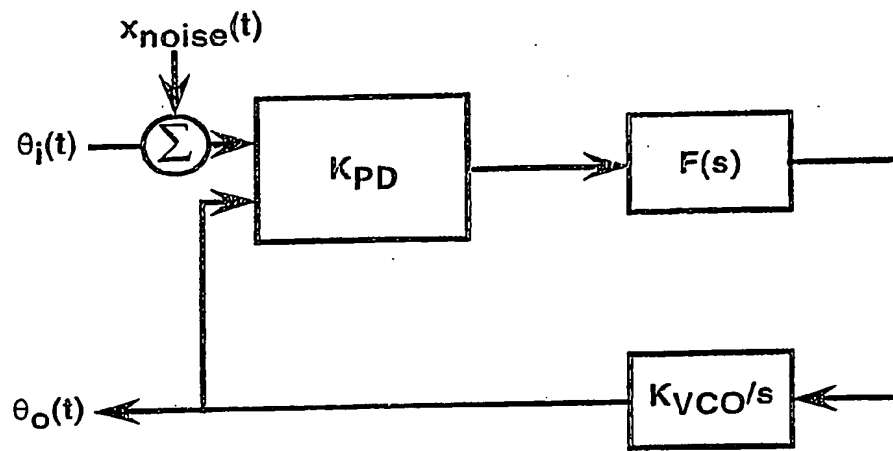 x_noise(t)
θ_i(t)
Σ
K_PD
F(s)
θ_o(t)
K_VCO/s